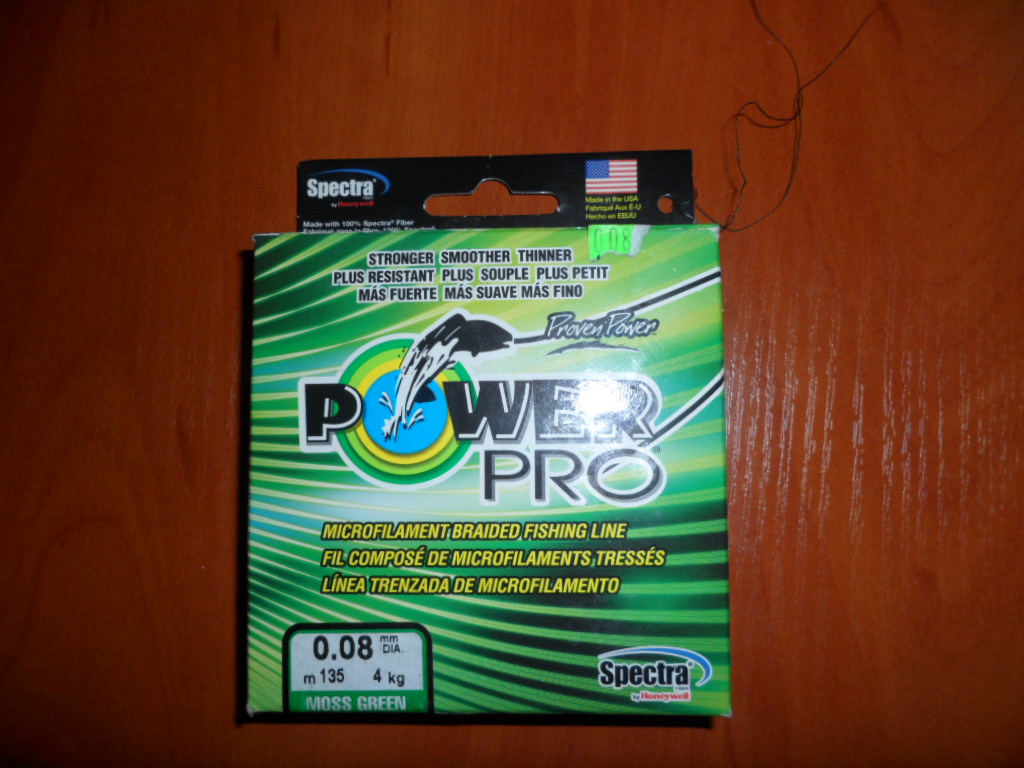 Spectra®
FIBER
by Honeywell
Made with 100% Spectra® Fiber
Made in the USA
Fabriqué Aux É-U
Hecho en EEUU
0.08
STRONGER SMOOTHER THINNER
PLUS RESISTANT PLUS SOUPLE PLUS PETIT
MÁS FUERTE MÁS SUAVE MÁS FINO
Proven Power
POWER
PRO®
MICROFILAMENT BRAIDED FISHING LINE
FIL COMPOSÉ DE MICROFILAMENTS TRESSÉS
LÍNEA TRENZADA DE MICROFILAMENTO
0.08 mm DIA.
m 135 4 kg
MOSS GREEN
Spectra®
FIBER
by Honeywell